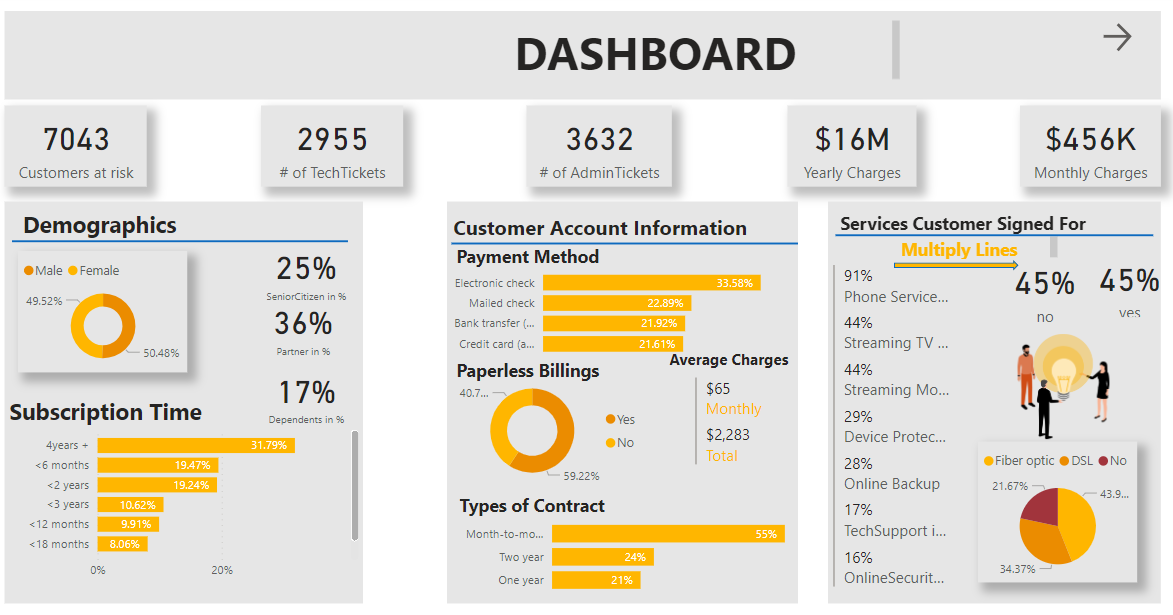 DASHBOARD
7043
Customers at risk
2955
# of TechTickets
3632
# of AdminTickets
$16M
Yearly Charges
$456K
Monthly Charges
Demographics
Male Female
49.52%
50.48%
25%
SeniorCitizen in %
36%
Partner in %
17%
Dependents in %
Subscription Time
4years + 31.79%
<6 months 19.47%
<2 years 19.24%
<3 years 10.62%
<12 months 9.91%
<18 months 8.06%
0% 20%
Customer Account Information
Payment Method
Electronic check 33.58%
Mailed check 22.89%
Bank transfer (... 21.92%
Credit card (a... 21.61%
Paperless Billings
40.7...
Yes
No
59.22%
Average Charges
$65
Monthly
$2,283
Total
Types of Contract
Month-to-mo... 55%
Two year 24%
One year 21%
Services Customer Signed For
Multiply Lines
91%
Phone Service...
44%
Streaming TV ...
44%
Streaming Mo...
29%
Device Protec...
28%
Online Backup
17%
TechSupport i...
16%
OnlineSecurit...
45%
no
45%
yes
Fiber optic DSL No
21.67%
43.9...
34.37%